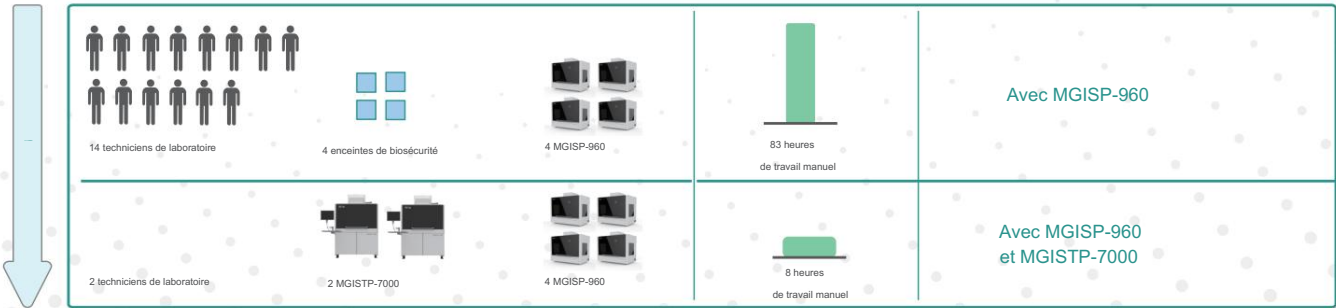 14 techniciens de laboratoire
4 enceintes de biosécurité
4 MGISP-960
83 heures
de travail manuel
Avec MGISP-960
2 techniciens de laboratoire
2 MGISTP-7000
4 MGISP-960
8 heures
de travail manuel
Avec MGISP-960
et MGISTP-7000